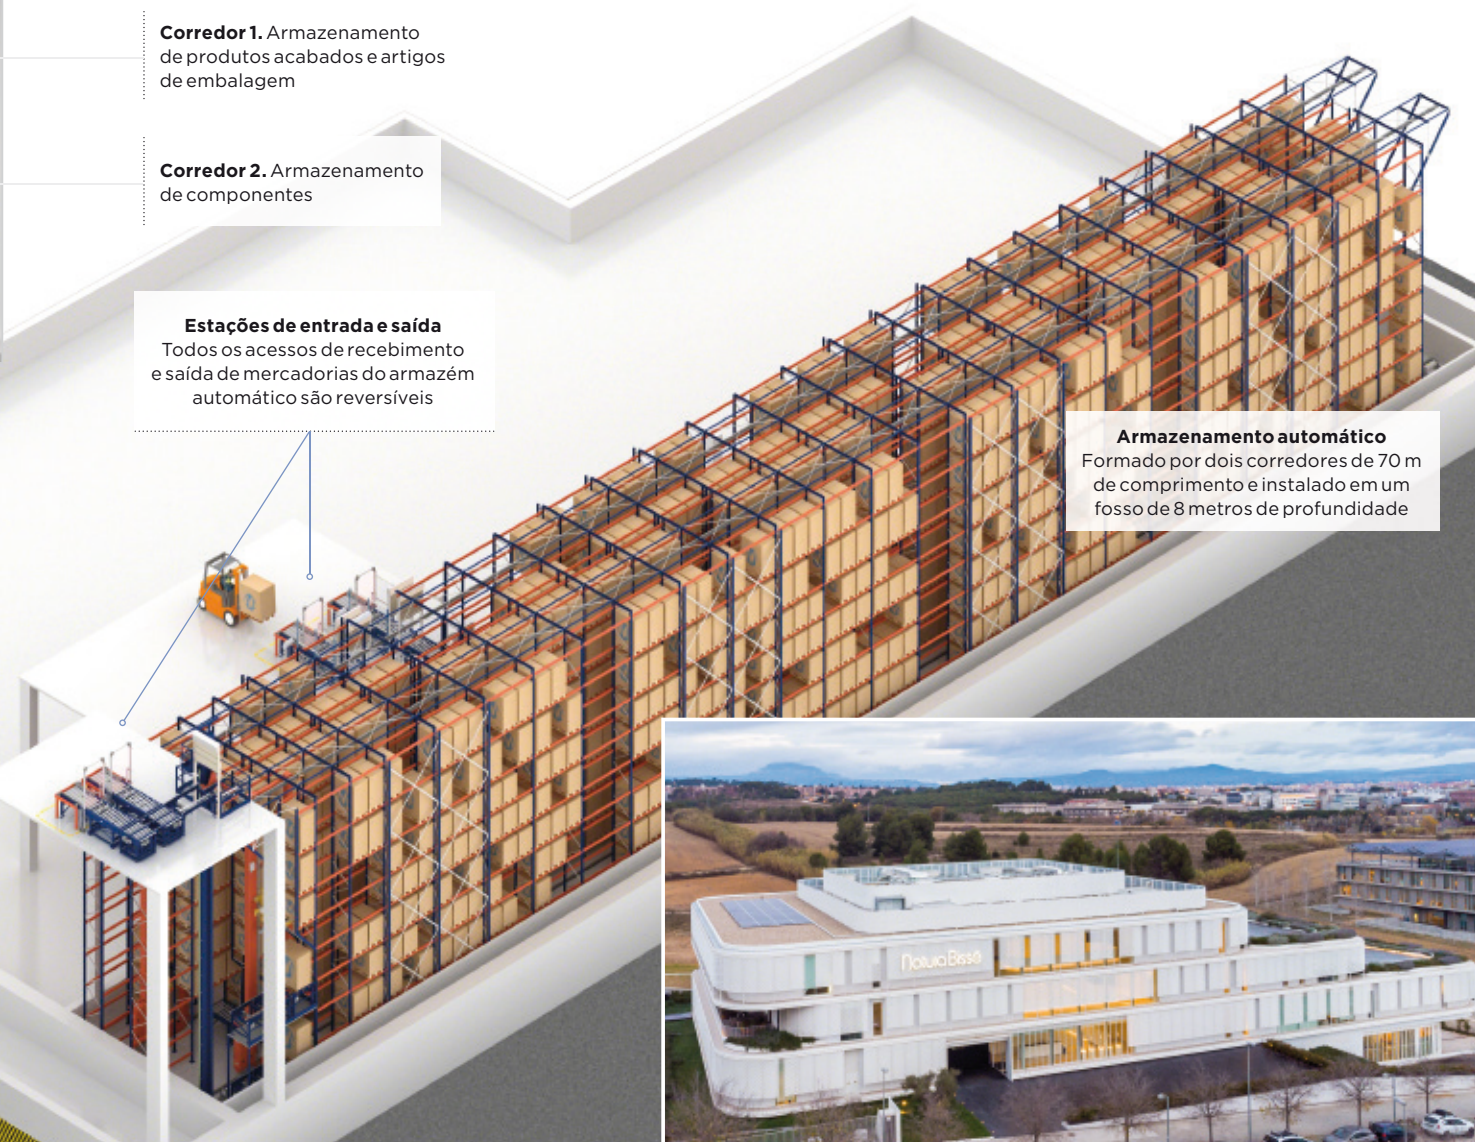 Corredor 1. Armazenamento
de produtos acabados e artigos
de embalagem
Corredor 2. Armazenamento
de componentes
Estações de entrada e saída
Todos os acessos de recebimento
e saída de mercadorias do armazém
automático são reversíveis
Armazenamento automático
Formado por dois corredores de 70 m
de comprimento e instalado em um
fosso de 8 metros de profundidade
Natura Bissé